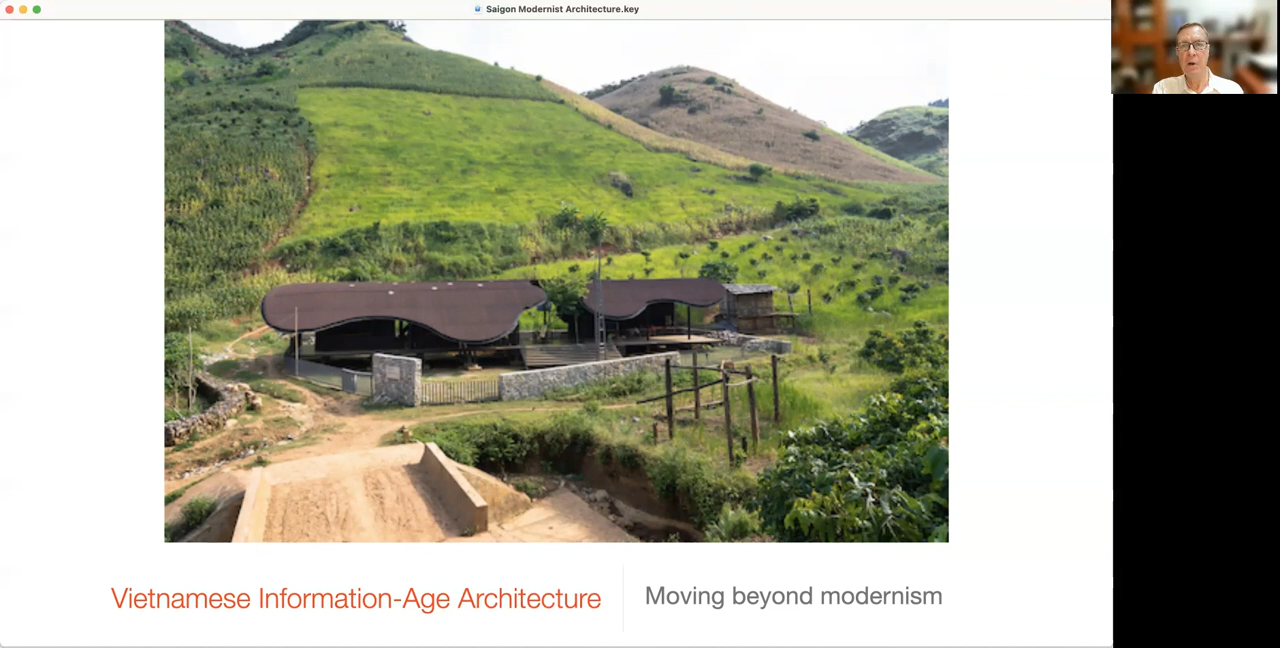 Saigon Modernist Architecture.key
Vietnamese Information-Age Architecture
Moving beyond modernism